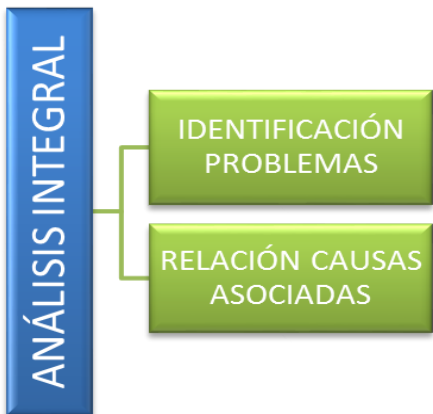 ANÁLISIS INTEGRAL
IDENTIFICACIÓN
PROBLEMAS
RELACIÓN CAUSAS
ASOCIADAS